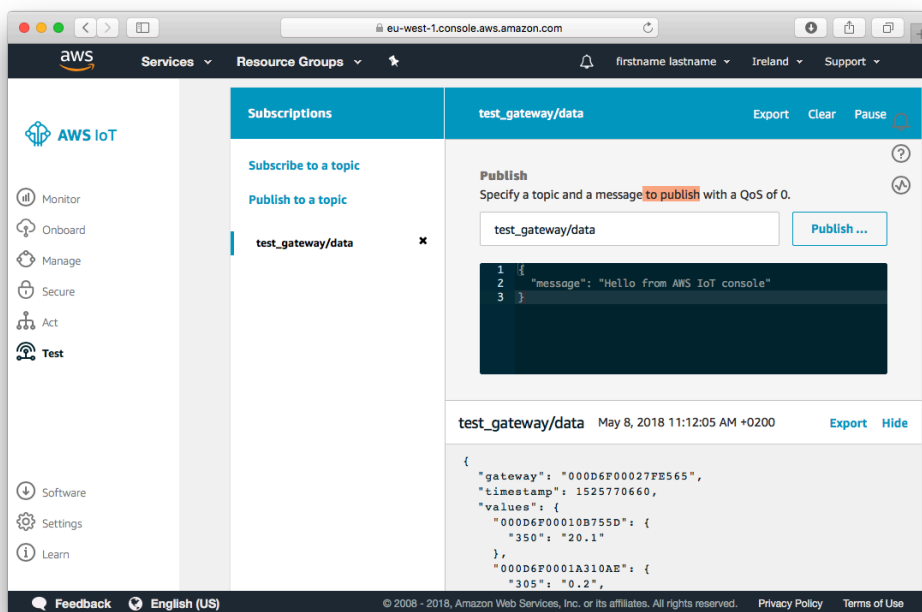 eu-west-1.console.aws.amazon.com
aws Services Resource Groups firstname lastname Ireland Support
AWS IoT
Monitor
Onboard
Manage
Secure
Act
Test
Software
Settings
Learn
Subscriptions
Subscribe to a topic
Publish to a topic
test_gateway/data
test_gateway/data Export Clear Pause
Publish
Specify a topic and a message to publish with a QoS of 0.
test_gateway/data Publish ...
1 {
2 "message": "Hello from AWS IoT console"
3 }
test_gateway/data May 8, 2018 11:12:05 AM +0200 Export Hide
{
"gateway": "000D6F00027FE565",
"timestamp": 1525770660,
"values": {
"000D6F00010B755D": {
"350": "20.1"
},
"000D6F0001A310AE": {
"305": "0.2",
Feedback English (US) © 2008 - 2018, Amazon Web Services, Inc. or its affiliates. All rights reserved. Privacy Policy Terms of Use